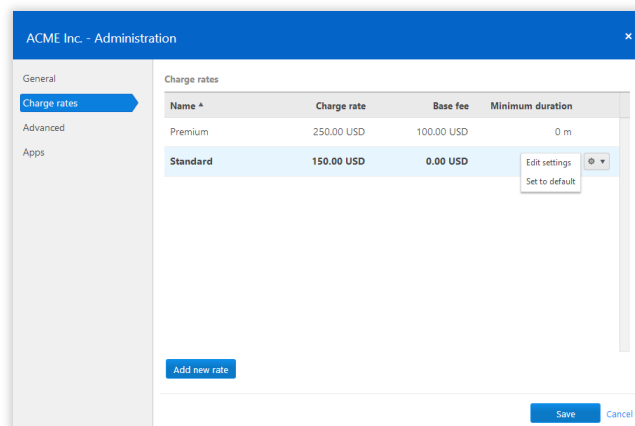 ACME Inc. - Administration ×
General
Charge rates
Advanced
Apps
Charge rates
Name Charge rate Base fee Minimum duration
Premium 250.00 USD 100.00 USD 0 m
Standard 150.00 USD 0.00 USD
Edit settings
Set to default
Add new rate
Save Cancel